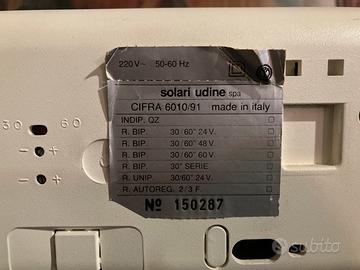 220V~ 50-60 Hz
solari udine spa
CIFRA 6010/91 made in italy
INDIP. QZ
R. BIP. 30/60" 24 V.
R. BIP. 30/60" 48 V.
R. BIP. 30/60" 60 V.
R. BIP. 30" SERIE
R. UNIP. 30/60" 24V.
R. AUTOREG. 2/3 F.
Nº 150287
30 60
- +
- +
subito